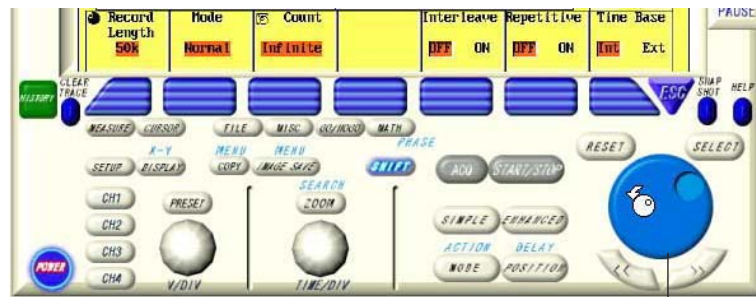 Record Mode Count Interleave Repetitive Time Base PAUSE
Length
50k Normal Infinite OFF ON OFF ON Int Ext
CLEAR TRACE
HISTORY
ESC
SNAP SHOT
HELP
MEASURE CURSOR FILE MISC GO/NOGO MATH
X-Y MENU MENU PHASE
SETUP DISPLAY COPY IMAGE SAVE SHIFT ACQ START/STOP
RESET SELECT
SEARCH
CH1 PRESET ZOOM
CH2
SIMPLE ENHANCED
CH3
ACTION DELAY
CH4
MODE POSITION
POWER
V/DIV TIME/DIV
<< >>